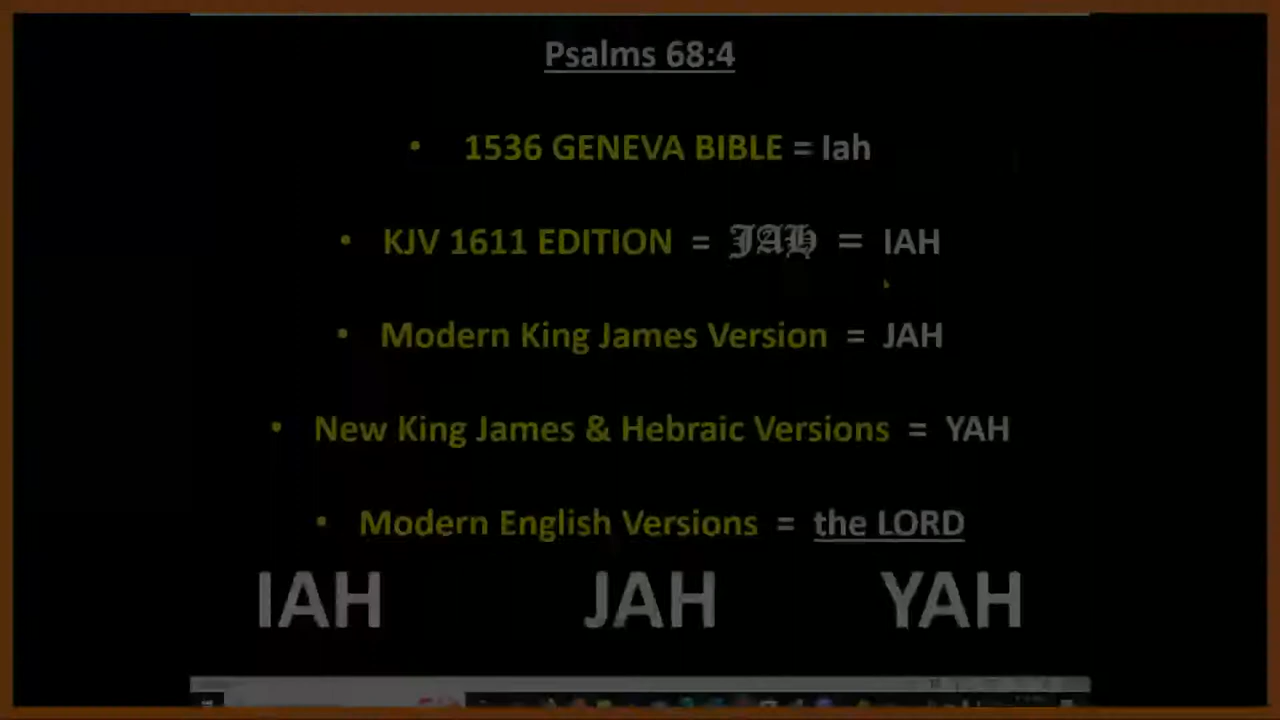 Psalms 68:4
• 1536 GENEVA BIBLE = Iah
• KJV 1611 EDITION = JAH = IAH
• Modern King James Version = JAH
• New King James & Hebraic Versions = YAH
• Modern English Versions = the LORD
IAH JAH YAH